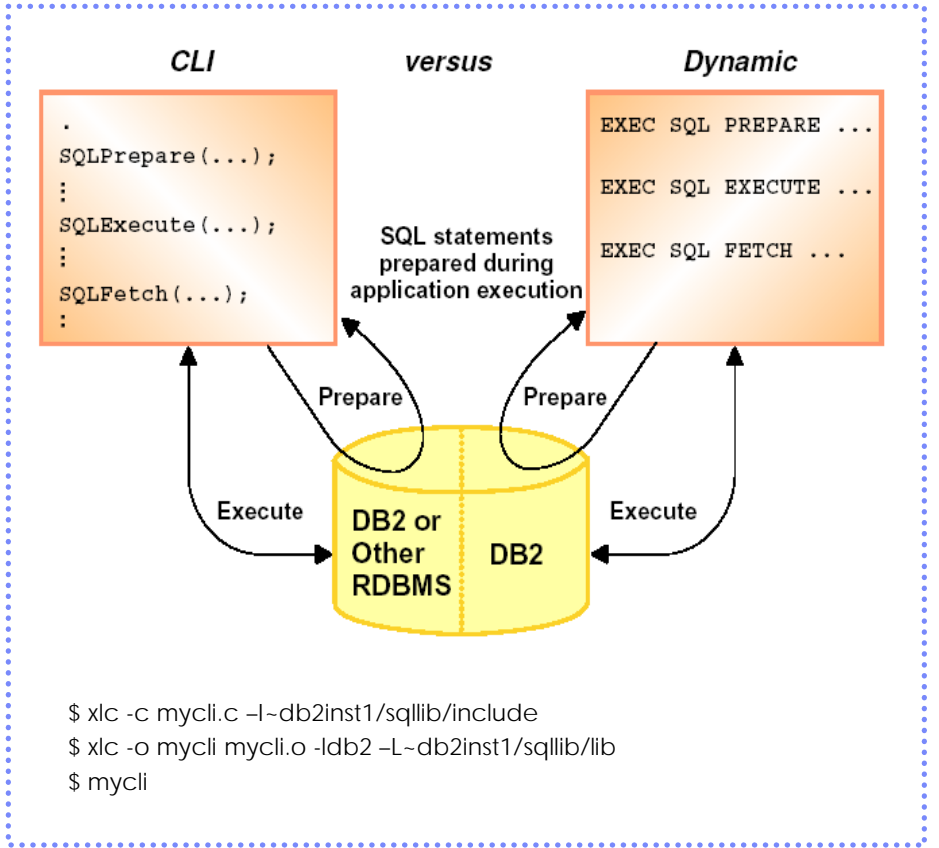 CLI versus Dynamic
.
SQLPrepare(...);
⋮
SQLExecute(...);
⋮
SQLFetch(...);
:
EXEC SQL PREPARE ...
EXEC SQL EXECUTE ...
EXEC SQL FETCH ...
SQL statements
prepared during
application execution
Prepare
Prepare
Execute
Execute
DB2 or
Other
RDBMS
DB2
$ xlc -c mycli.c –I~db2inst1/sqllib/include
$ xlc -o mycli mycli.o -ldb2 –L~db2inst1/sqllib/lib
$ mycli